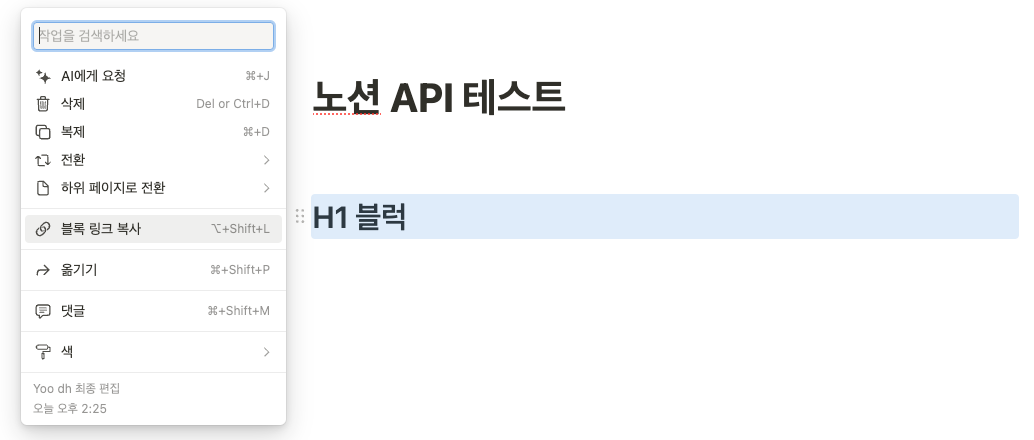 작업을 검색하세요
AI에게 요청 ⌘+J
삭제 Del or Ctrl+D
복제 ⌘+D
전환
하위 페이지로 전환
블록 링크 복사 ⌥+Shift+L
옮기기 ⌘+Shift+P
댓글 ⌘+Shift+M
색
Yoo dh 최종 편집
오늘 오후 2:25
노션 API 테스트
H1 블럭